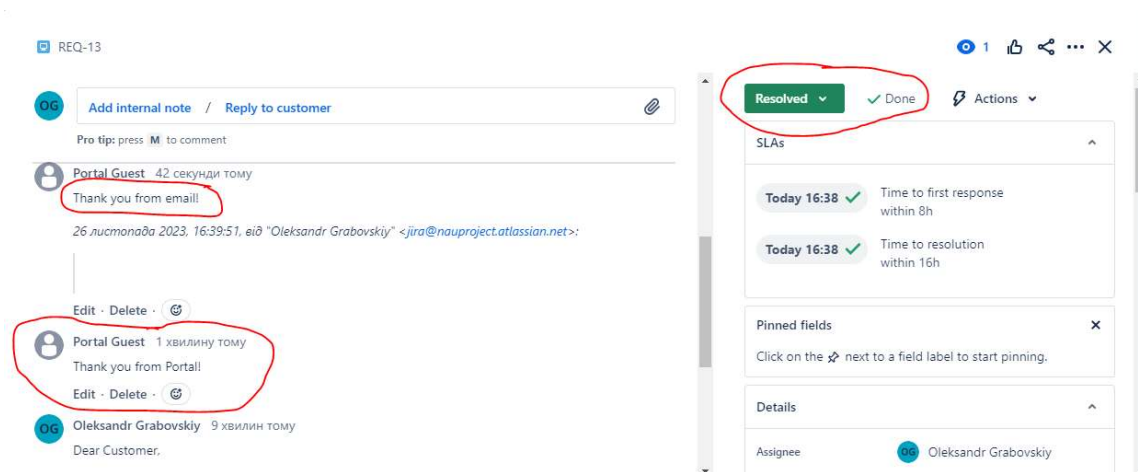 REQ-13
1
OG
Add internal note / Reply to customer
Pro tip: press M to comment
Portal Guest 42 секунди тому
Thank you from email!
26 листопада 2023, 16:39:51, від "Oleksandr Grabovskiy" <jira@nauproject.atlassian.net>:
Edit · Delete ·
Portal Guest 1 хвилину тому
Thank you from Portal!
Edit · Delete ·
OG
Oleksandr Grabovskiy 9 хвилин тому
Dear Customer,
Resolved
Done
Actions
SLAs
Today 16:38
Time to first response
within 8h
Today 16:38
Time to resolution
within 16h
Pinned fields
Click on the next to a field label to start pinning.
Details
Assignee
OG
Oleksandr Grabovskiy